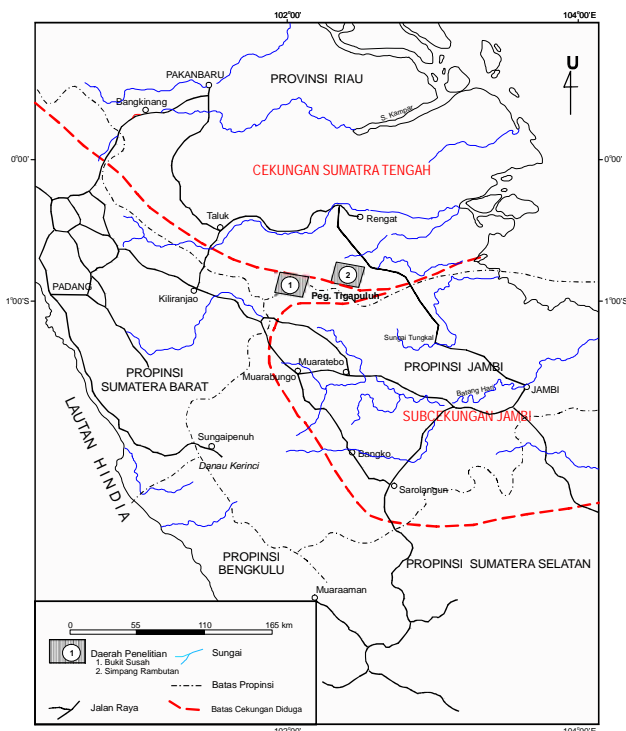 102°00'
104°00'E
U
PAKANBARU
PROVINSI RIAU
Bangkinang
S. Kampar
0°00'
CEKUNGAN SUMATRA TENGAH
Taluk
Rengat
1
2
PADANG
Kiliranjao
Peg. Tigapuluh
1°00'S
Sungai Tungkal
PROPINSI
SUMATERA BARAT
Muaratebo
Muarabungo
PROPINSI JAMBI
Batang Hari
JAMBI
SUBCEKUNGAN JAMBI
LAUTAN HINDIA
Sungaipenuh
Danau Kerinci
Bangko
Sarolangun
PROPINSI
BENGKULU
PROPINSI SUMATERA SELATAN
Muaraaman
0 55 110 165 km
1 Daerah Penelitian
1. Bukit Susah
2. Simpang Rambutan
Sungai
Batas Propinsi
Jalan Raya
Batas Cekungan Diduga
102°00'
104°00'E